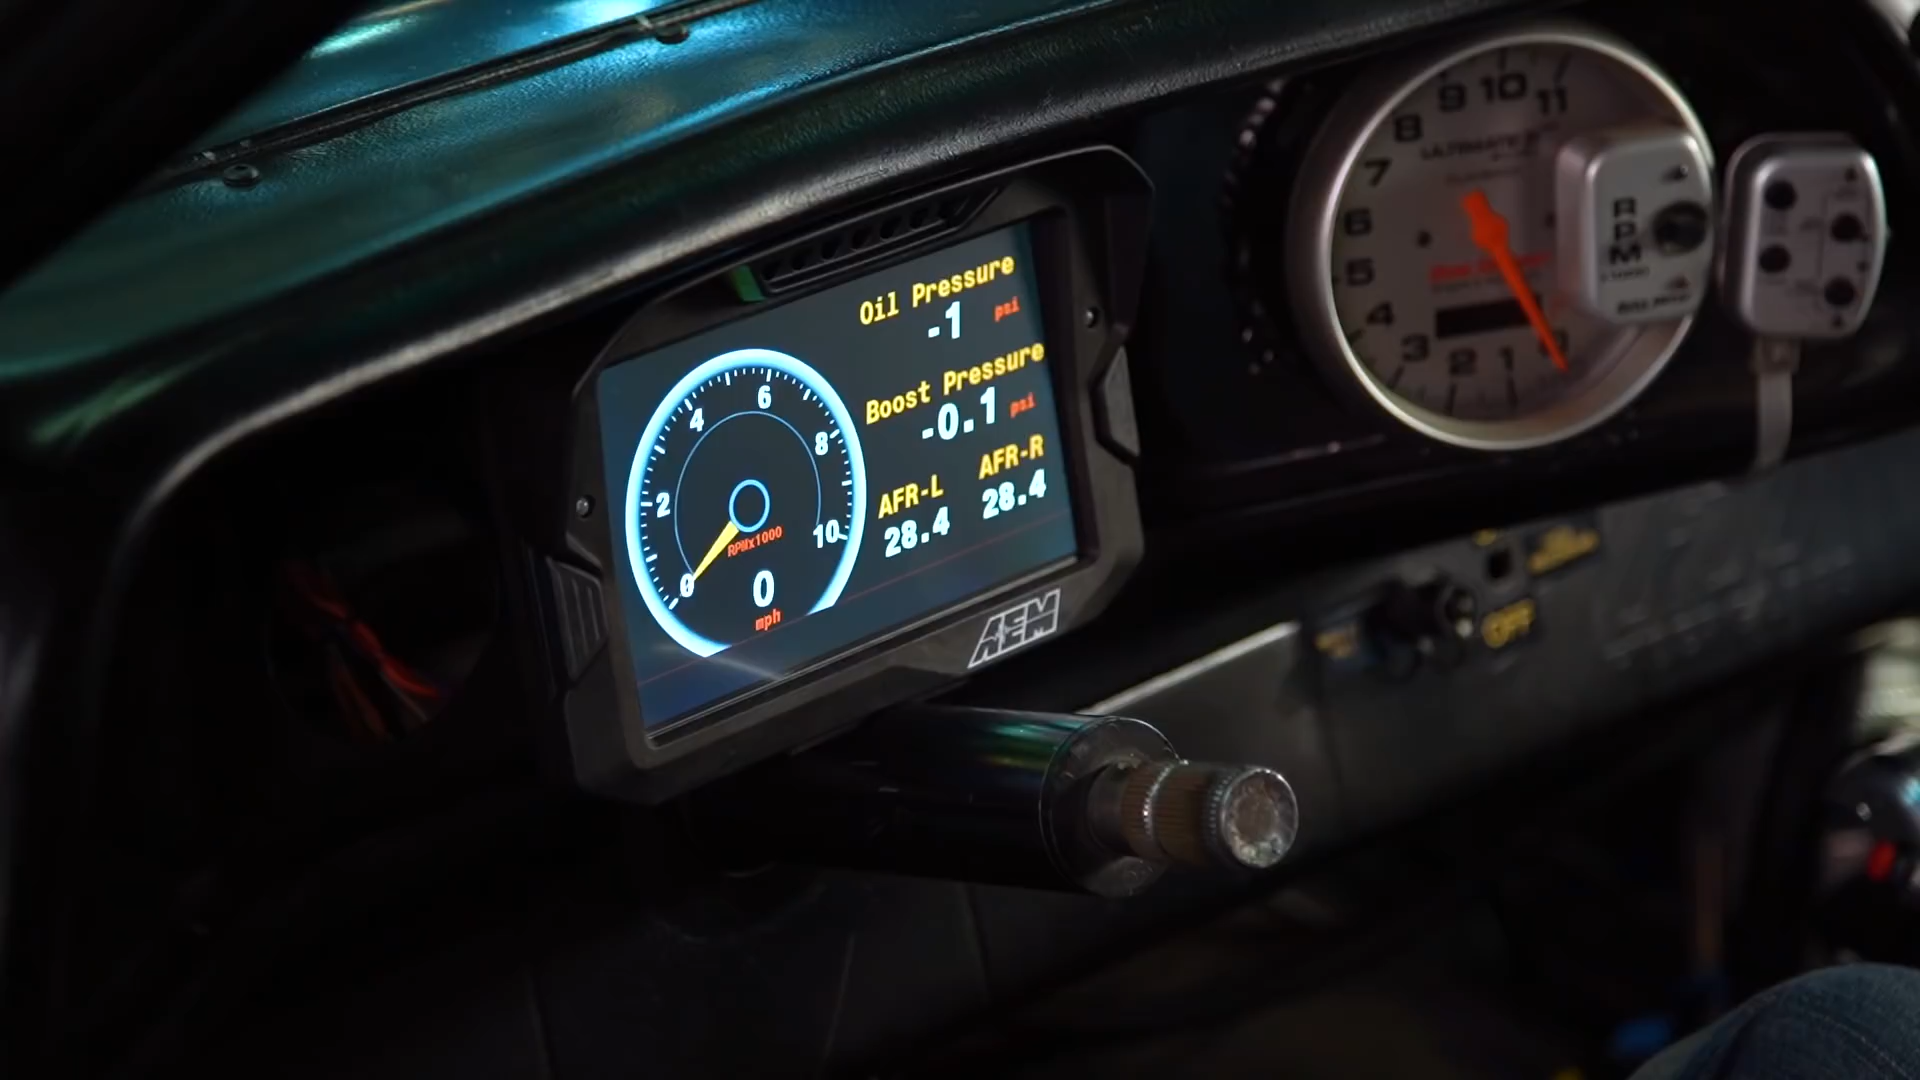 Oil Pressure
-1 psi
Boost Pressure
-0.1 psi
AFR-L AFR-R
28.4 28.4
0 2 4 6 8 10
RPMx1000
0
mph
AEM
0 1 2 3 4 5 6 7 8 9 10 11
ULTIMATE
RPM
OFF